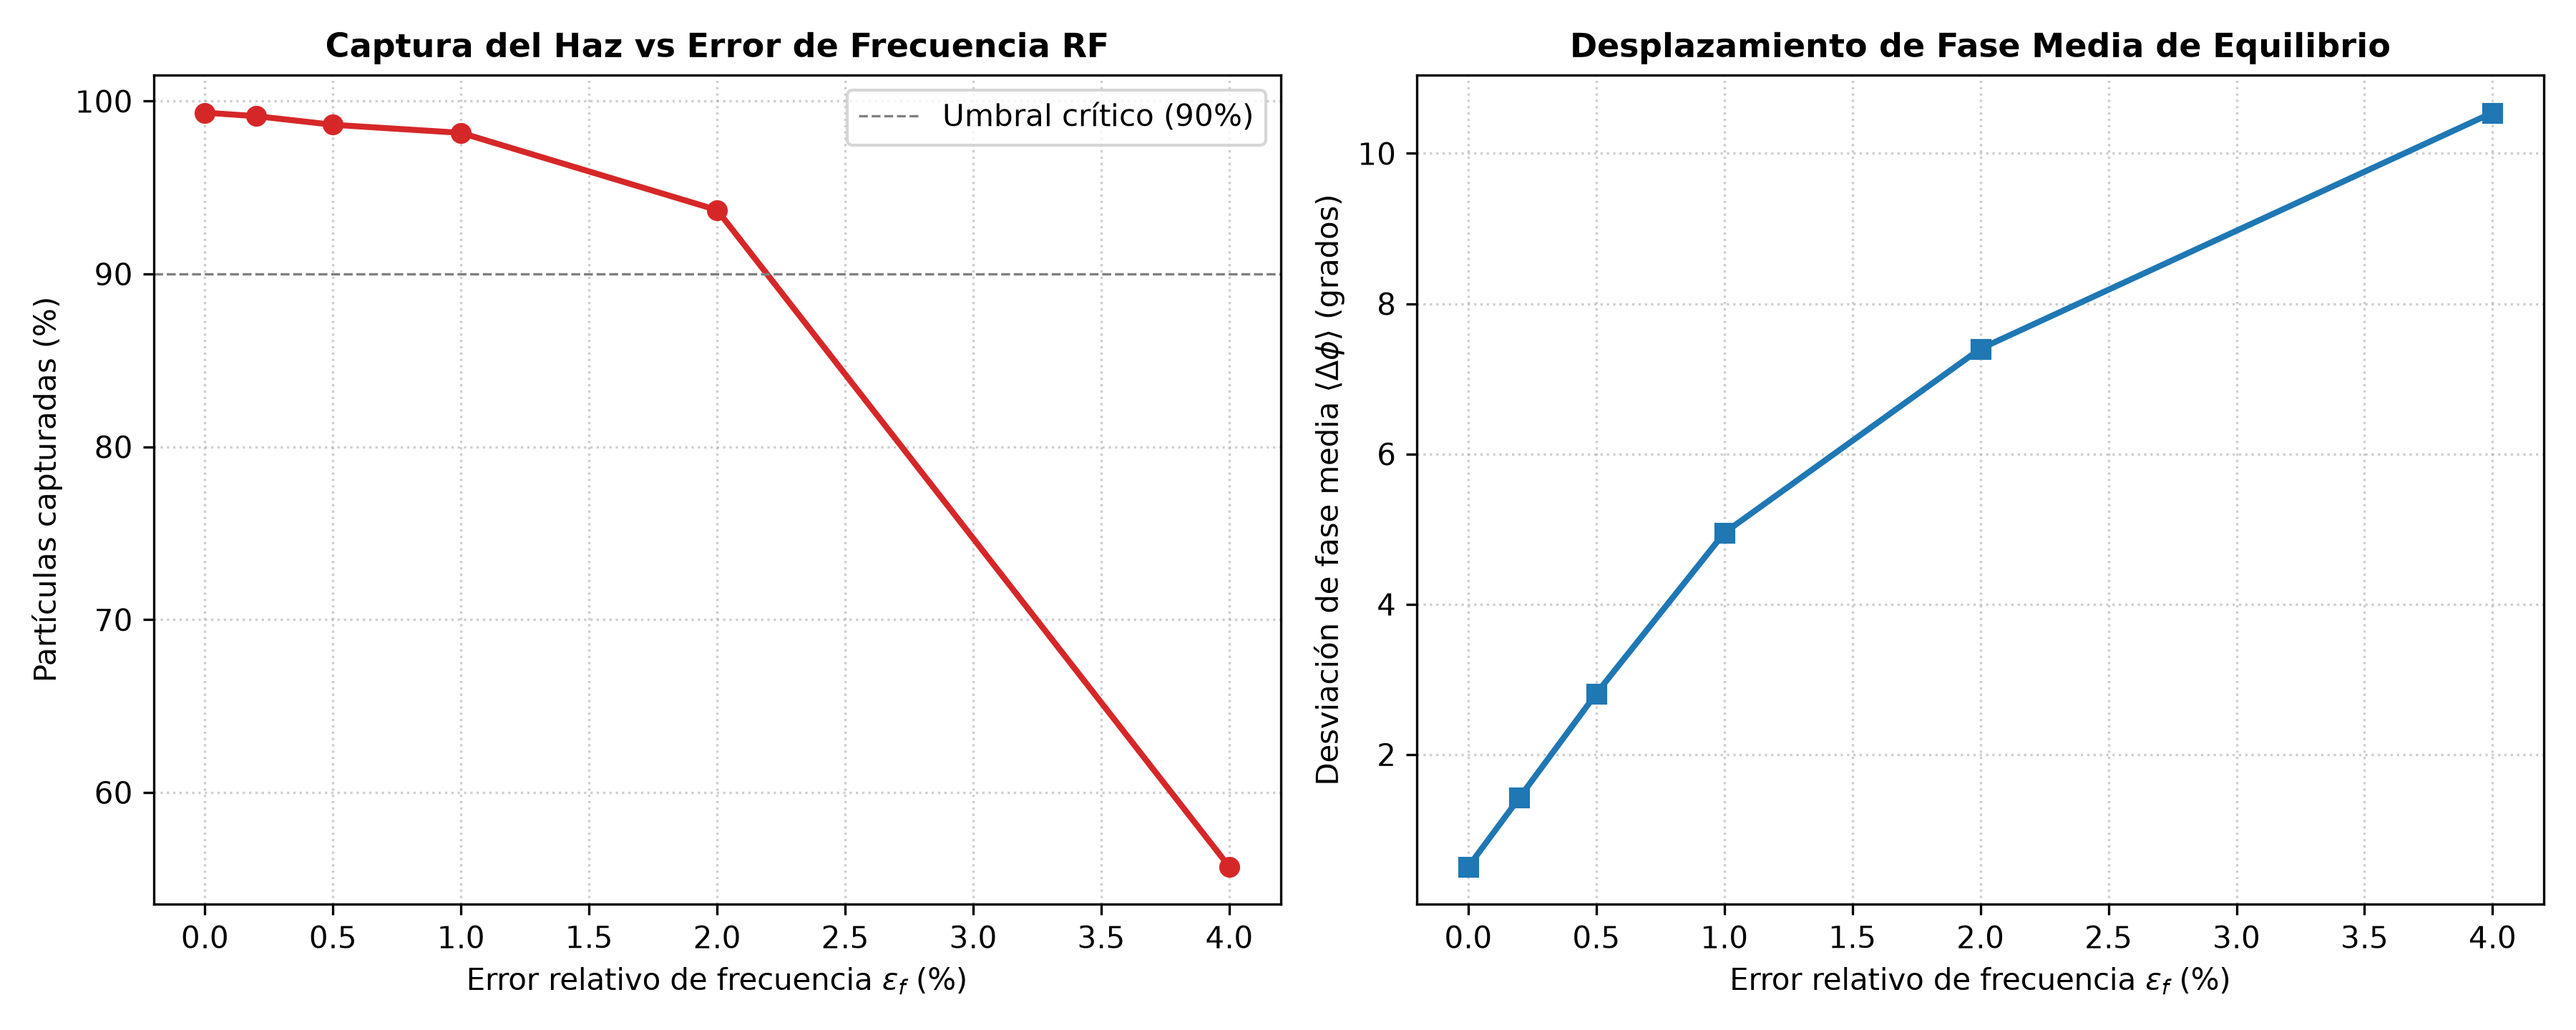 Captura del Haz vs Error de Frecuencia RF
Partículas capturadas (%)
100
90
80
70
60
Umbral crítico (90%)
0.0 0.5 1.0 1.5 2.0 2.5 3.0 3.5 4.0
Error relativo de frecuencia ε_f (%)
Desplazamiento de Fase Media de Equilibrio
Desviación de fase media ⟨Δϕ⟩ (grados)
10
8
6
4
2
0.0 0.5 1.0 1.5 2.0 2.5 3.0 3.5 4.0
Error relativo de frecuencia ε_f (%)